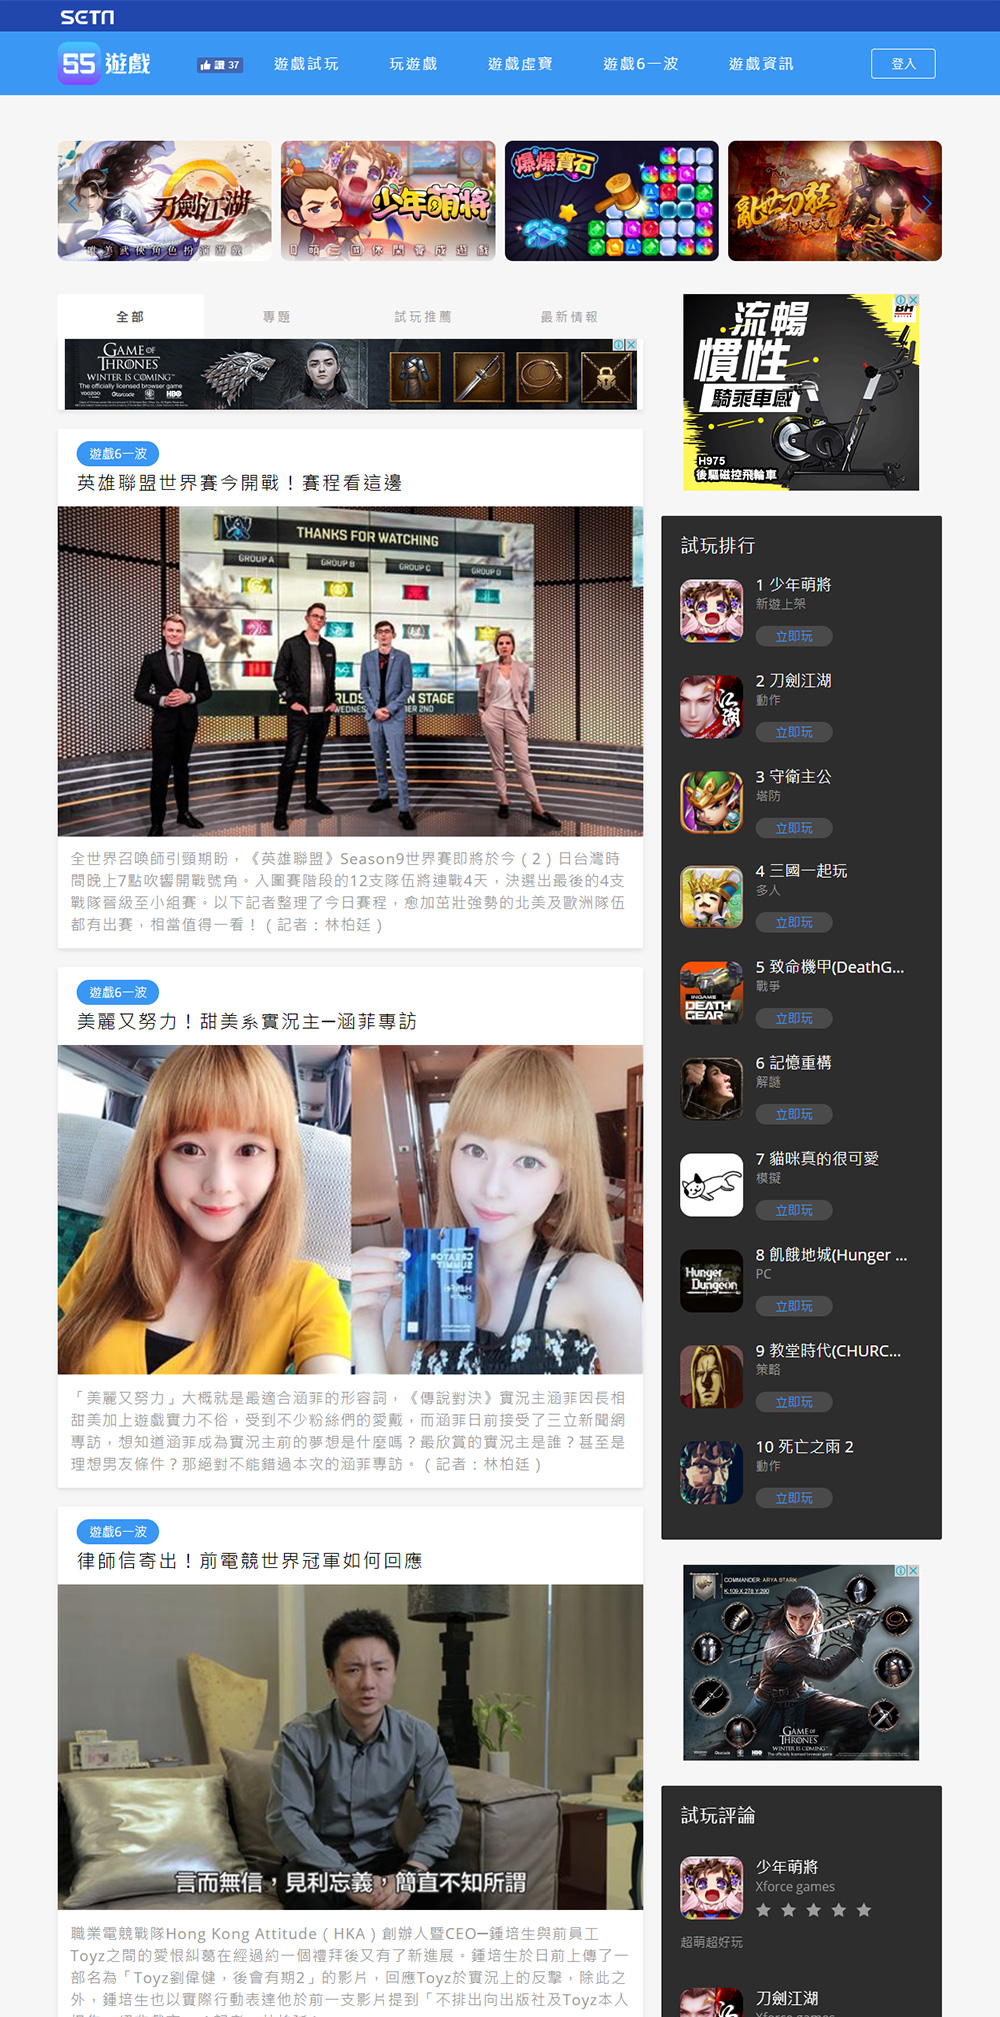 SETN
55 遊戲
讚 37
遊戲試玩
玩遊戲
遊戲虛寶
遊戲6一波
遊戲資訊
登入
刀劍江湖
唯美武俠角色扮演遊戲
少年萌將
Q萌三國休閒養成遊戲
爆爆寶石
亂世刀狂
全部
專題
試玩推薦
最新情報
GAME OF THRONES
WINTER IS COMING
The officially licensed browser game
YOOZOO
Gtarcade
HBO
流暢
慣性
騎乘車感
BH
H975
後驅磁控飛輪車
遊戲6一波
英雄聯盟世界賽今開戰！賽程看這邊
THANKS FOR WATCHING
GROUP A
GROUP B
GROUP C
GROUP D
全世界召喚師引頸期盼，《英雄聯盟》Season9世界賽即將於今（2）日台灣時
間晚上7點吹響開戰號角。入圍賽階段的12支隊伍將連戰4天，決選出最後的4支
戰隊晉級至小組賽。以下記者整理了今日賽程，愈加茁壯強勢的北美及歐洲隊伍
都有出賽，相當值得一看！（記者：林柏廷）
遊戲6一波
美麗又努力！甜美系實況主─涵菲專訪
CREATOR
SUMMIT
「美麗又努力」大概就是最適合涵菲的形容詞，《傳說對決》實況主涵菲因長相
甜美加上遊戲實力不俗，受到不少粉絲們的愛戴，而涵菲日前接受了三立新聞網
專訪，想知道涵菲成為實況主前的夢想是什麼嗎？最欣賞的實況主是誰？甚至是
理想男友條件？那絕對不能錯過本次的涵菲專訪。（記者：林柏廷）
遊戲6一波
律師信寄出！前電競世界冠軍如何回應
言而無信，見利忘義，簡直不知所謂
職業電競戰隊Hong Kong Attitude（HKA）創辦人暨CEO─鍾培生與前員工
Toyz之間的愛恨糾葛在經過約一個禮拜後又有了新進展。鍾培生於日前上傳了一
部名為「Toyz劉偉健，後會有期2」的影片，回應Toyz於實況上的反擊，除此之
外，鍾培生也以實際行動表達他於前一支影片提到「不排出向出版社及Toyz本人
試玩排行
1 少年萌將
新遊上架
立即玩
2 刀劍江湖
動作
立即玩
3 守衛主公
塔防
立即玩
4 三國一起玩
多人
立即玩
5 致命機甲(DeathG...
戰爭
立即玩
INGAME
DEATH
GEAR
6 記憶重構
解謎
立即玩
7 貓咪真的很可愛
模擬
立即玩
8 飢餓地城(Hunger ...
PC
立即玩
Hunger
Dungeon
9 教堂時代(CHURC...
策略
立即玩
10 死亡之雨 2
動作
立即玩
COMMANDER: ARYA STARK
K:109 X:278 Y:290
GAME OF THRONES
WINTER IS COMING
HBO
The officially licensed browser game
試玩評論
少年萌將
Xforce games
超萌超好玩
刀劍江湖
Xforce games